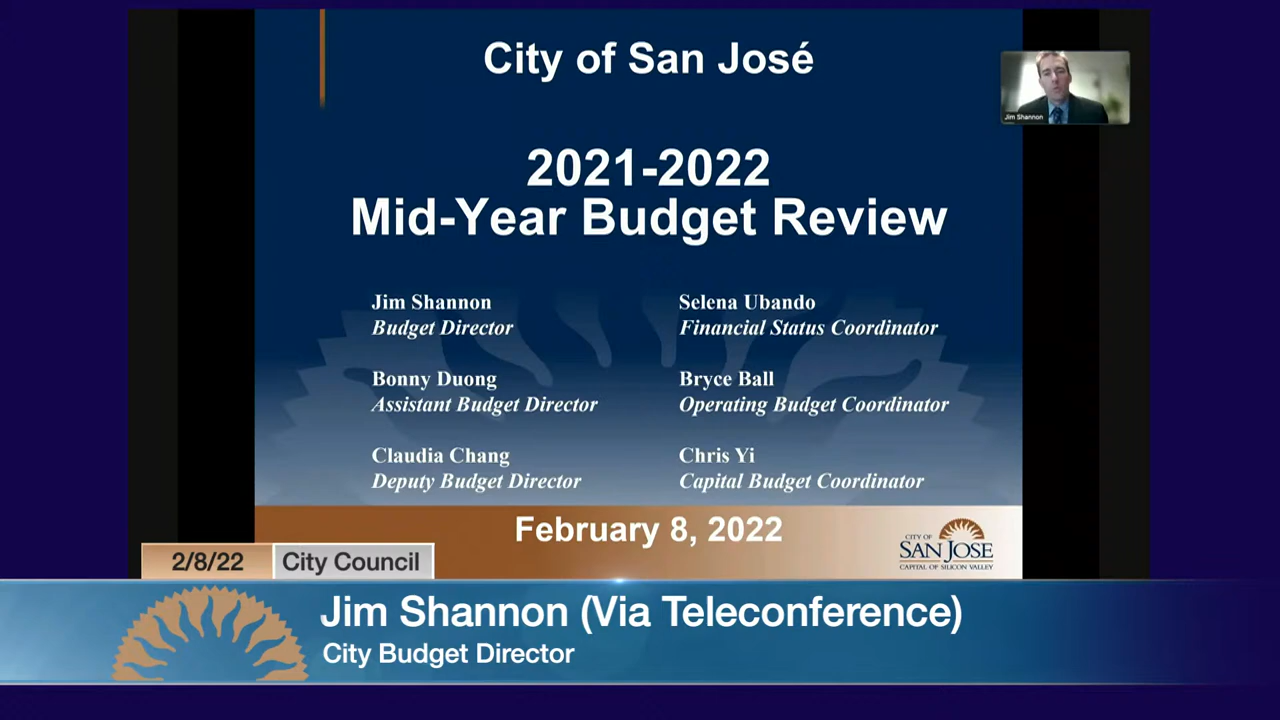 City of San José
Jim Shannon
2021-2022
Mid-Year Budget Review
Jim Shannon
Budget Director
Selena Ubando
Financial Status Coordinator
Bonny Duong
Assistant Budget Director
Bryce Ball
Operating Budget Coordinator
Claudia Chang
Deputy Budget Director
Chris Yi
Capital Budget Coordinator
February 8, 2022
CITY OF
SAN JOSE
CAPITAL OF SILICON VALLEY
2/8/22
City Council
Jim Shannon (Via Teleconference)
City Budget Director